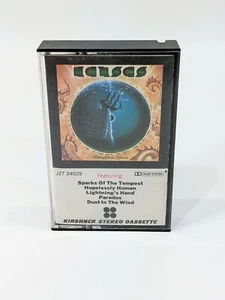 KANSAS
JZT 34929
Featuring
Sparks Of The Tempest
Hopelessly Human
Lightning's Hand
Paradox
Dust In The Wind
KIRSHNER STEREO CASSETTE